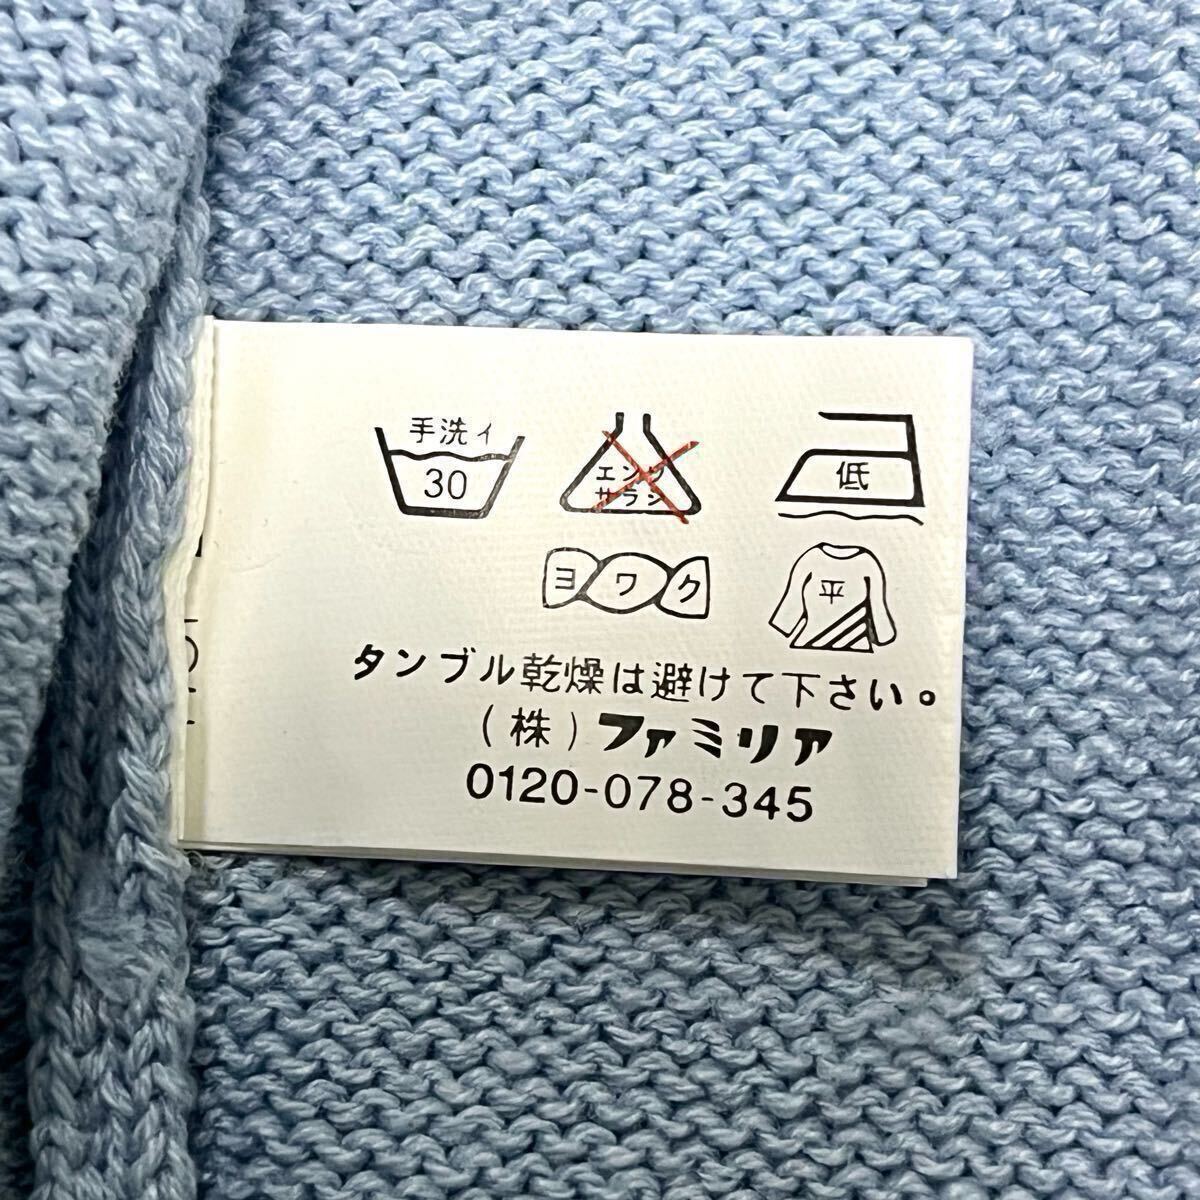 手洗イ
30
エンソ
サラシ
低
ヨワク
平
タンブル乾燥は避けて下さい。
(株)ファミリア
0120-078-345